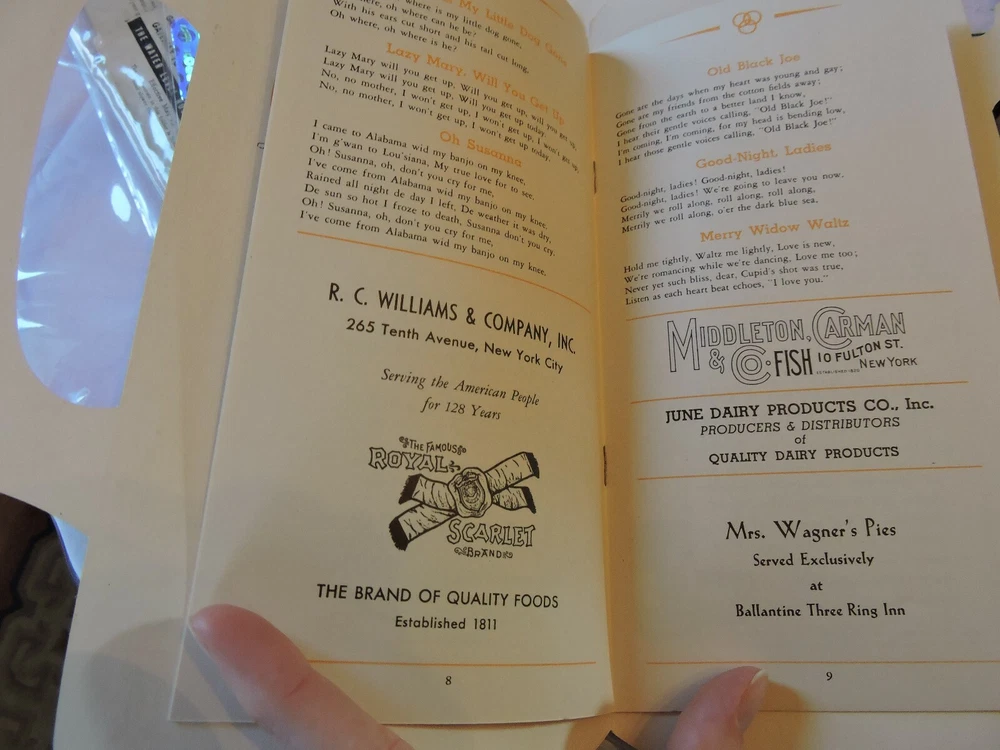 THE WATER
My Little Dog Gone
where is my little dog gone,
where, oh where can he be?
With his ears cut short and his tail cut long,
Oh where, oh where is he?
Lazy Mary, Will You Get Up
Lazy Mary will you get up, Will you get up, will you get up,
Lazy Mary will you get up, Will you get up today.
No, no mother, I won't get up, I won't get up, I won't get up,
No, no mother, I won't get up, I won't get up today.
Oh Susanna
I came to Alabama wid my banjo on my knee,
I'm g'wan to Lou'siana, My true love for to see.
Oh! Susanna, oh, don't you cry for me,
I've come from Alabama wid my banjo on my knee.
Rained all night de day I left, De weather it was dry,
De sun so hot I froze to death, Susanna don't you cry.
Oh! Susanna, oh, don't you cry for me,
I've come from Alabama wid my banjo on my knee.
R. C. WILLIAMS & COMPANY, INC.
265 Tenth Avenue, New York City
Serving the American People
for 128 Years
THE FAMOUS
ROYAL
SCARLET
BRAND
THE BRAND OF QUALITY FOODS
Established 1811
8
Old Black Joe
Gone are the days when my heart was young and gay;
Gone are my friends from the cotton fields away;
Gone from the earth to a better land I know,
I hear their gentle voices calling, "Old Black Joe!"
I'm coming, I'm coming, for my head is bending low,
I hear those gentle voices calling, "Old Black Joe!"
Good-Night, Ladies
Good-night, ladies! Good-night, ladies!
Good-night, ladies! We're going to leave you now.
Merrily we roll along, roll along, toll along,
Merrily we roll along, o'er the dark blue sea.
Merry Widow Waltz
Hold me tightly, Waltz me lightly, Love is new,
We're romancing while we're dancing, Love me too;
Never yet such bliss, dear, Cupid's shot was true,
Listen as each heart beat echoes, "I love you."
MIDDLETON, CARMAN
& CO. FISH 10 FULTON ST.
NEW YORK
JUNE DAIRY PRODUCTS CO., Inc.
PRODUCERS & DISTRIBUTORS
of
QUALITY DAIRY PRODUCTS
Mrs. Wagner's Pies
Served Exclusively
at
Ballantine Three Ring Inn
9